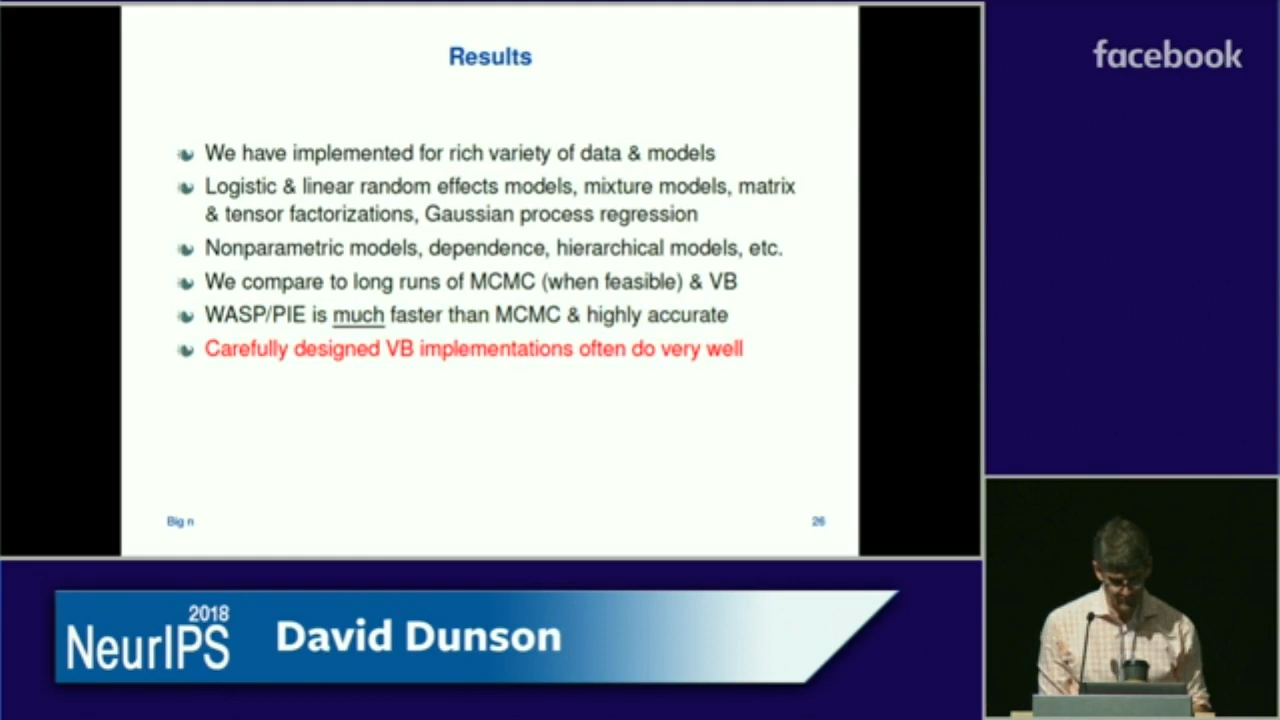 Results
We have implemented for rich variety of data & models
Logistic & linear random effects models, mixture models, matrix
& tensor factorizations, Gaussian process regression
Nonparametric models, dependence, hierarchical models, etc.
We compare to long runs of MCMC (when feasible) & VB
WASP/PIE is much faster than MCMC & highly accurate
Carefully designed VB implementations often do very well
Big n
26
facebook
2018
NeurIPS
David Dunson